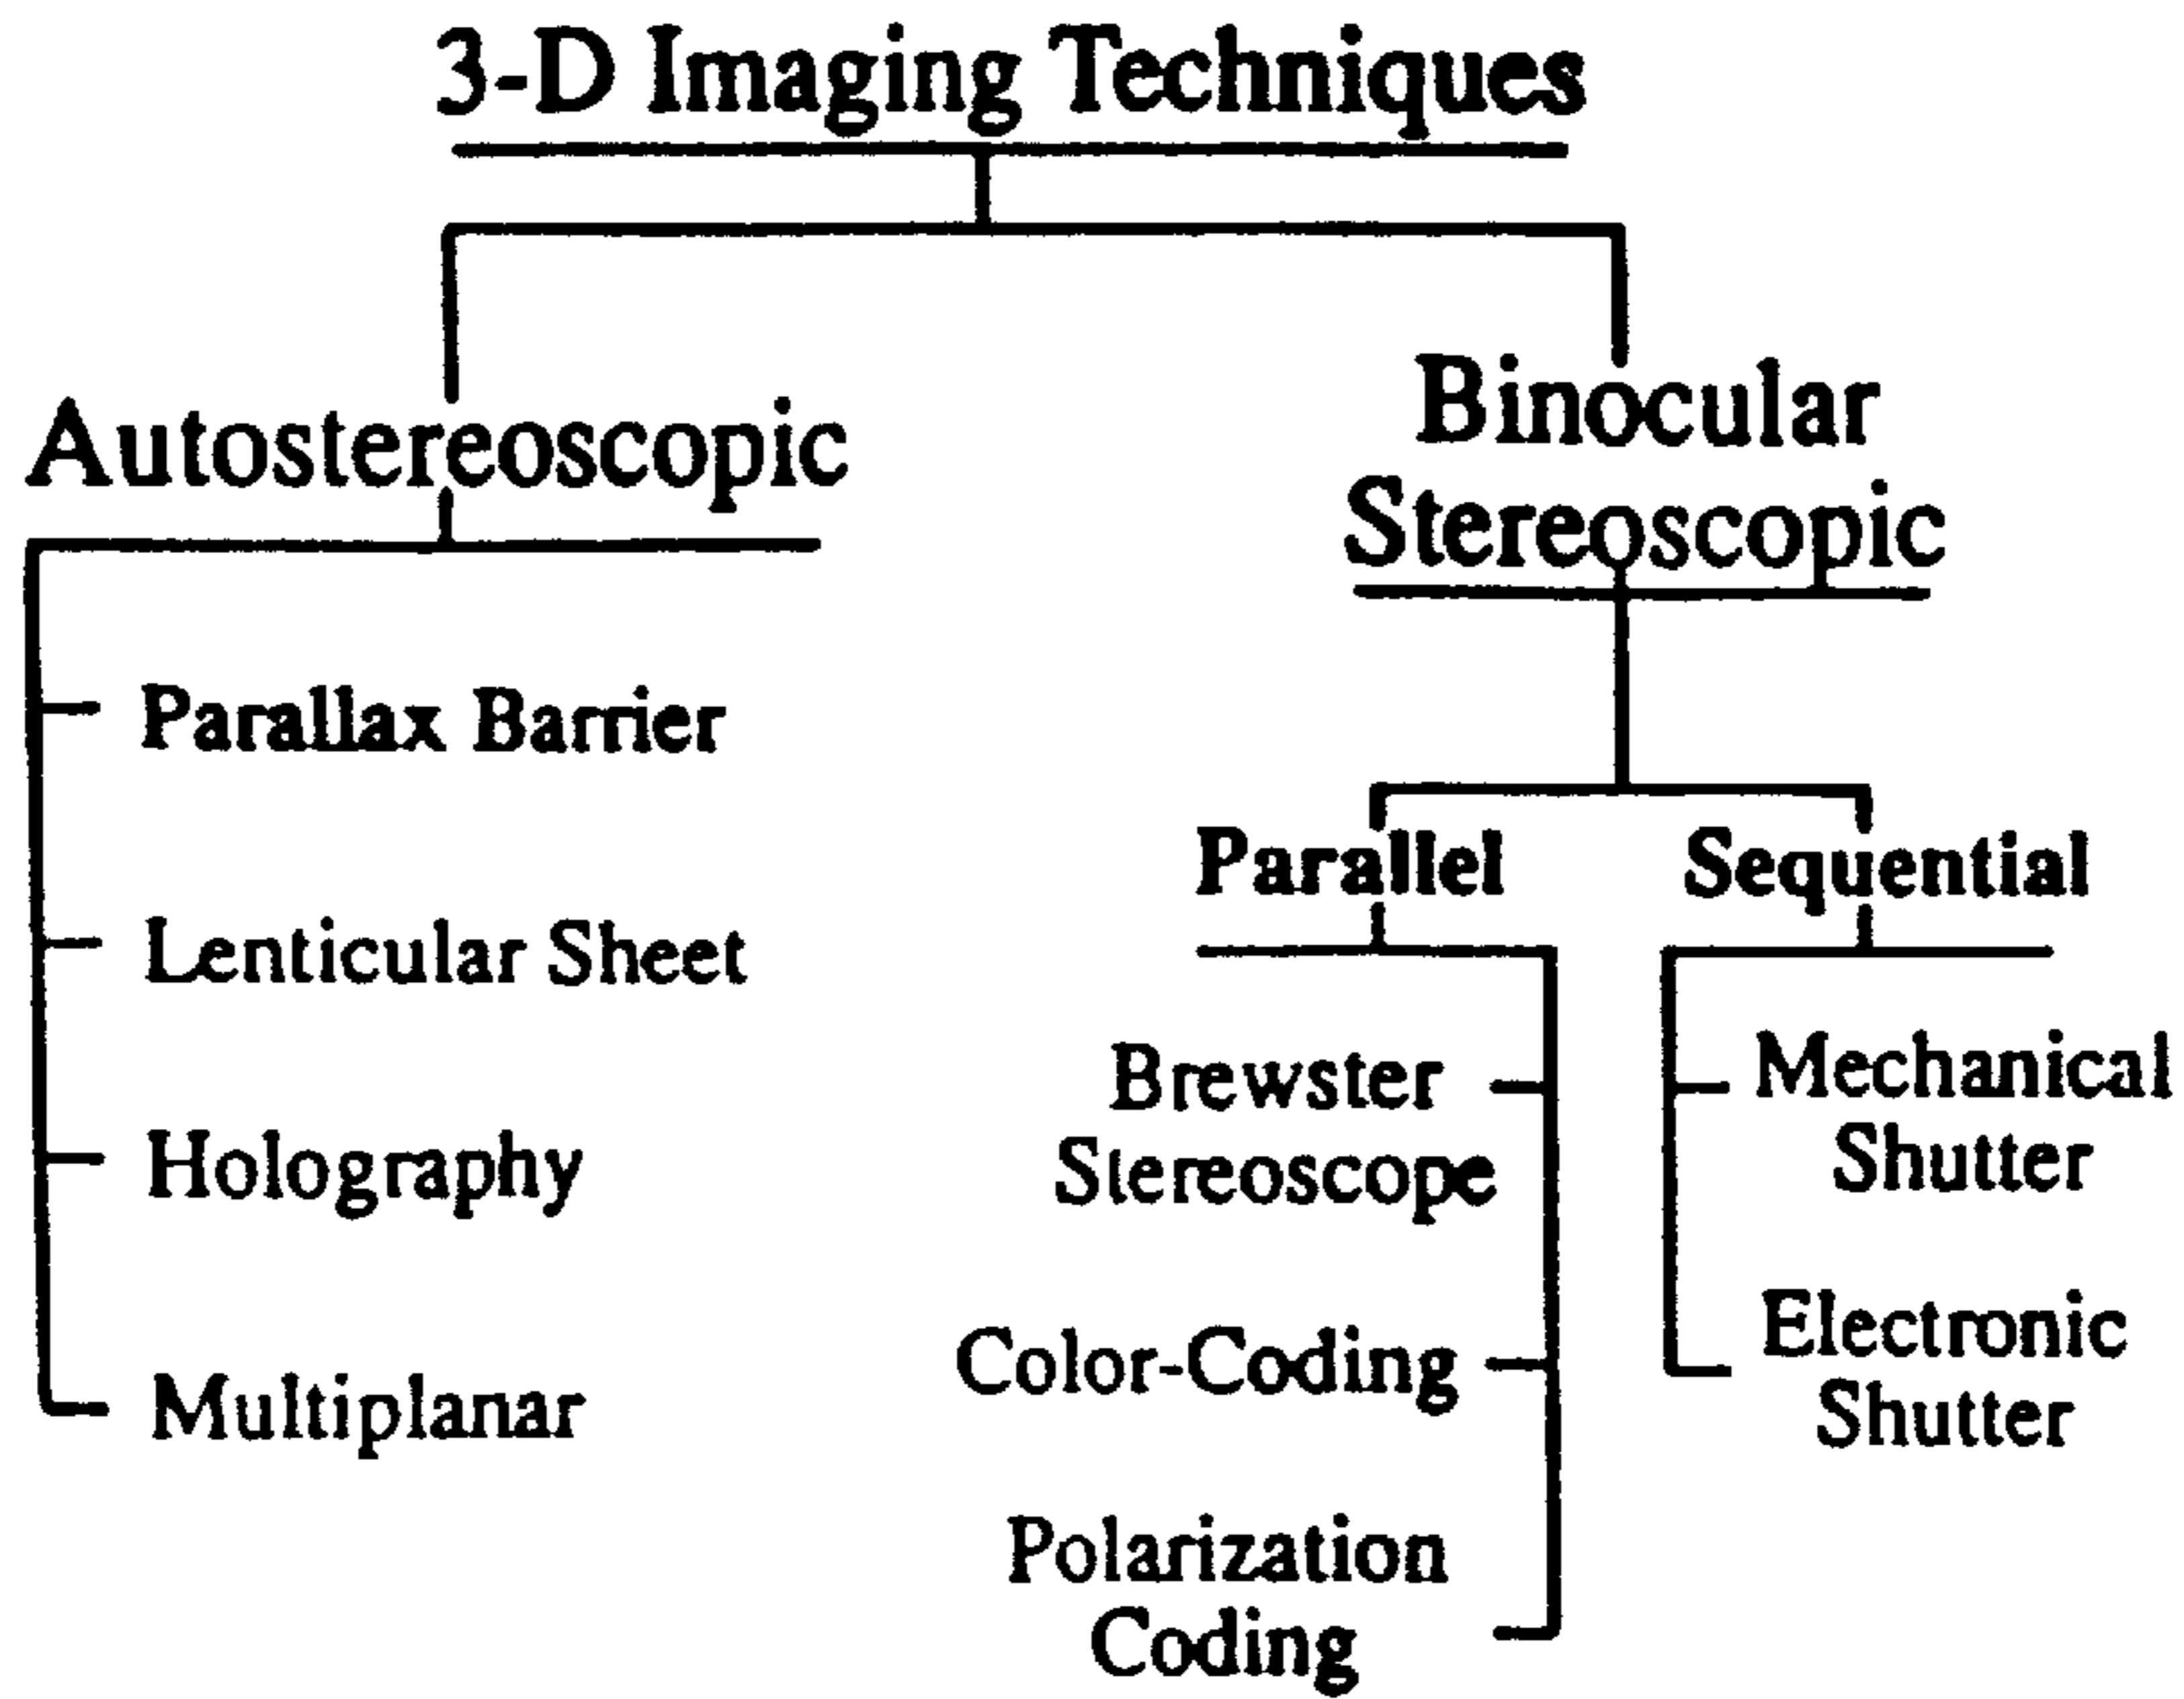 3-D Imaging Techniques
Autostereoscopic
Parallax Barrier
Lenticular Sheet
Holography
Multiplanar
Binocular
Stereoscopic
Parallel
Brewster
Stereoscope
Color-Coding
Polarization
Coding
Sequential
Mechanical
Shutter
Electronic
Shutter